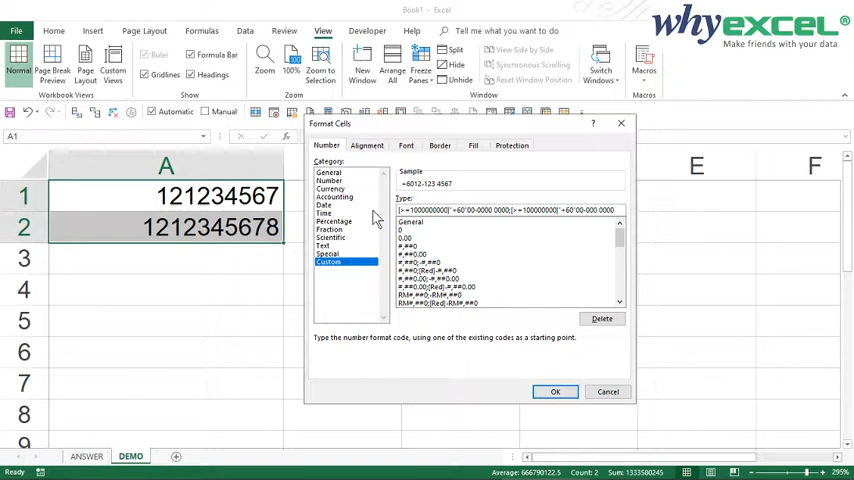 Book1 - Excel
whyexcel®
Make friends with your data
File Home Insert Page Layout Formulas Data Review View Developer Tell me what you want to do
Normal
Page Break Preview
Page Layout
Custom Views
Workbook Views
Ruler
Formula Bar
Gridlines
Headings
Show
Zoom
100%
Zoom to Selection
Zoom
New Window
Arrange All
Freeze Panes
Split
Hide
Unhide
View Side by Side
Synchronous Scrolling
Reset Window Position
Window
Switch Windows
Macros
Macros
Automatic
Manual
A1
fx
A E F
1 121234567
2 1212345678
3
4
5
6
7
8
9
Format Cells
?
Number Alignment Font Border Fill Protection
Category:
General
Number
Currency
Accounting
Date
Time
Percentage
Fraction
Scientific
Text
Special
Custom
Sample
+6012-123 4567
Type:
[>=1000000000]"+60"00-0000 0000;[>=100000000]"+60"00-000 0000
General
0
0.00
#,##0
#,##0.00
#,##0;-#,##0
#,##0;[Red]-#,##0
#,##0.00;-#,##0.00
#,##0.00;[Red]-#,##0.00
RM#,##0;-RM#,##0
RM#,##0;[Red]-RM#,##0
Delete
Type the number format code, using one of the existing codes as a starting point.
OK
Cancel
ANSWER DEMO
Ready
Average: 666790122.5 Count: 2 Sum: 1333580245
295%